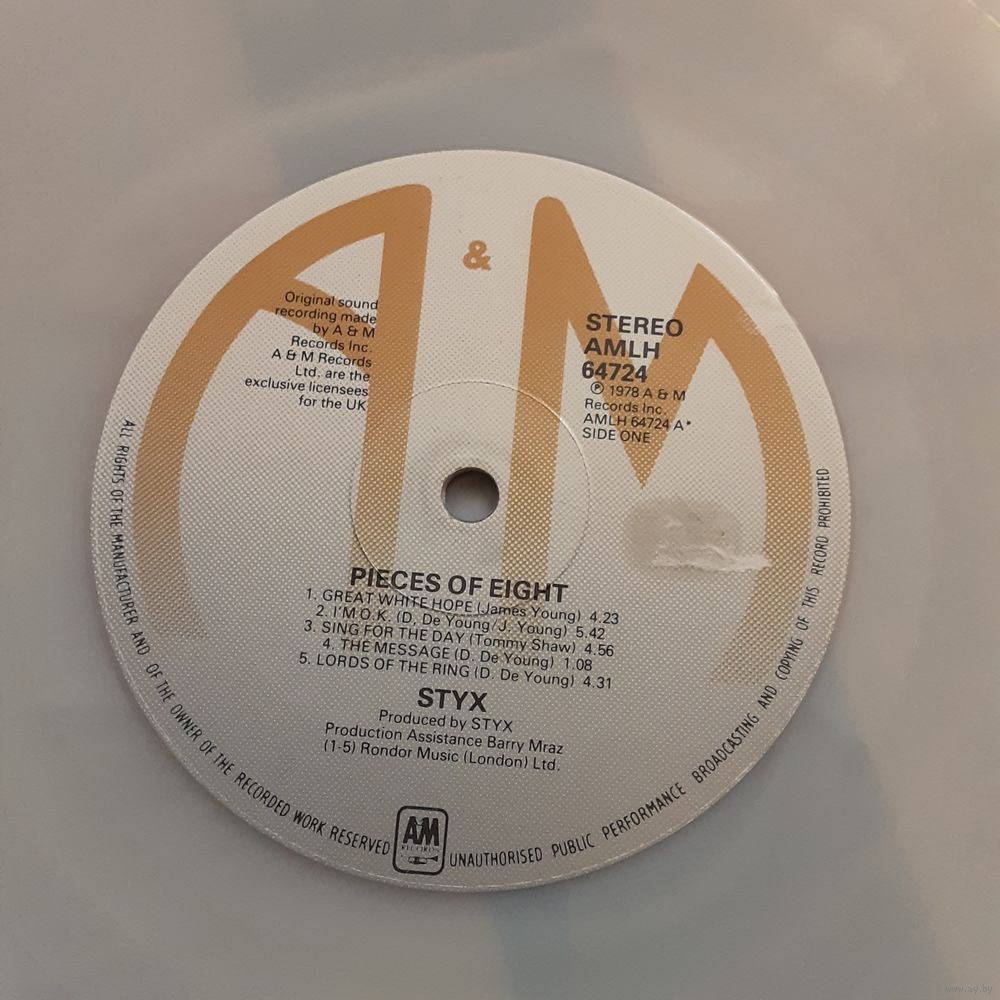 A & M
Original sound
recording made
by A & M
Records Inc.
A & M Records
Ltd. are the
exclusive licensees
for the UK
STEREO
AMLH
64724
℗ 1978 A & M
Records Inc.
AMLH 64724 A*
SIDE ONE
PIECES OF EIGHT
1. GREAT WHITE HOPE (James Young) 4.23
2. I'M O.K. (D. De Young/J. Young) 5.42
3. SING FOR THE DAY (Tommy Shaw) 4.56
4. THE MESSAGE (D. De Young) 1.08
5. LORDS OF THE RING (D. De Young) 4.31
STYX
Produced by STYX
Production Assistance Barry Mraz
(1-5) Rondor Music (London) Ltd.
ALL RIGHTS OF THE MANUFACTURER AND OF THE OWNER OF THE RECORDED WORK RESERVED
AM
RECORDS
UNAUTHORISED PUBLIC PERFORMANCE BROADCASTING AND COPYING OF THIS RECORD PROHIBITED
www.ay.by